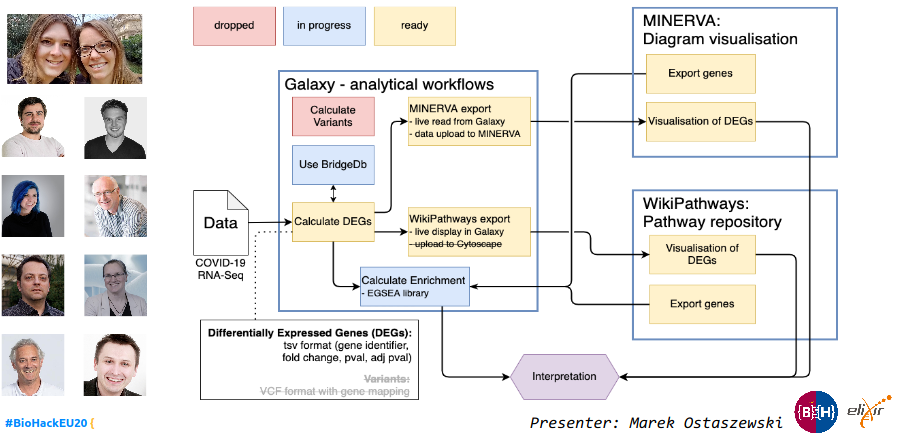 dropped
in progress
ready
MINERVA:
Diagram visualisation
Export genes
Visualisation of DEGs
Galaxy - analytical workflows
Calculate
Variants
MINERVA export
- live read from Galaxy
- data upload to MINERVA
Use BridgeDb
Data
COVID-19
RNA-Seq
Calculate DEGs
WikiPathways export
- live display in Galaxy
- upload to Cytoscape
Calculate Enrichment
- EGSEA library
WikiPathways:
Pathway repository
Visualisation of
DEGs
Export genes
Differentially Expressed Genes (DEGs):
tsv format (gene identifier,
fold change, pval, adj pval)
Variants:
VCF format with gene mapping
Interpretation
#BioHackEU20 {
Presenter: Marek Ostaszewski
{B|H}
elixir